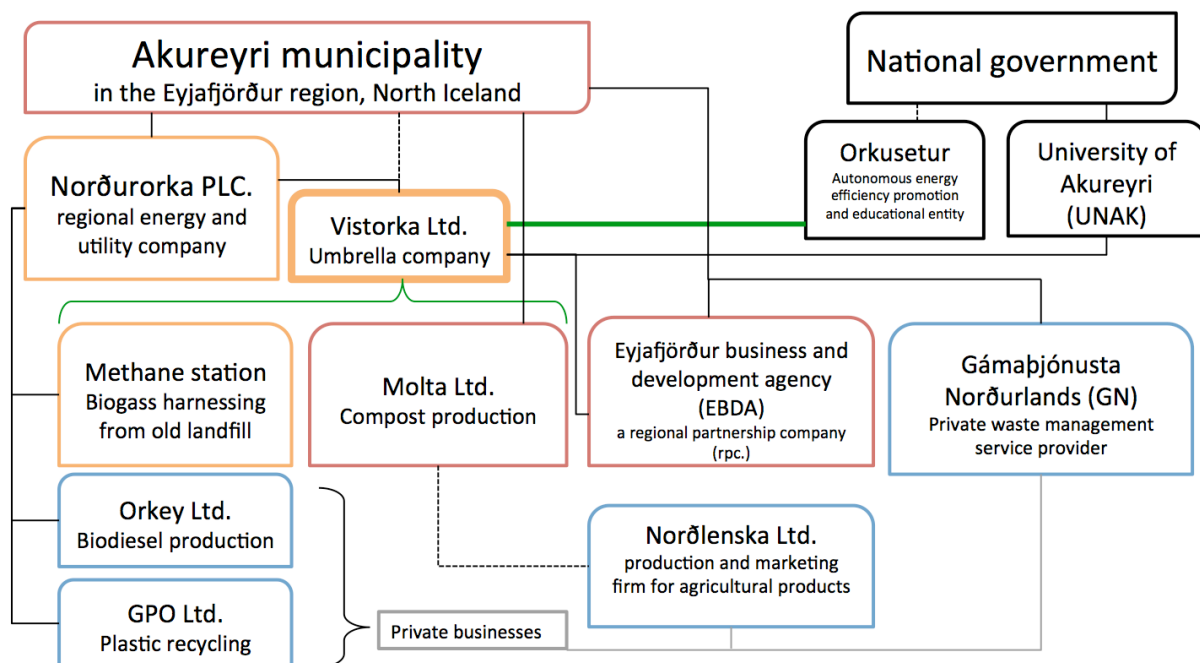 Akureyri municipality
in the Eyjafjörður region, North Iceland
National government
Norðurorka PLC.
regional energy and
utility company
Vistorka Ltd.
Umbrella company
Orkusetur
Autonomous energy
efficiency promotion
and educational entity
University of
Akureyri
(UNAK)
Methane station
Biogass harnessing
from old landfill
Molta Ltd.
Compost production
Eyjafjörður business and
development agency
(EBDA)
a regional partnership company
(rpc.)
Gámaþjónusta
Norðurlands (GN)
Private waste management
service provider
Orkey Ltd.
Biodiesel production
Norðlenska Ltd.
production and marketing
firm for agricultural products
GPO Ltd.
Plastic recycling
Private businesses